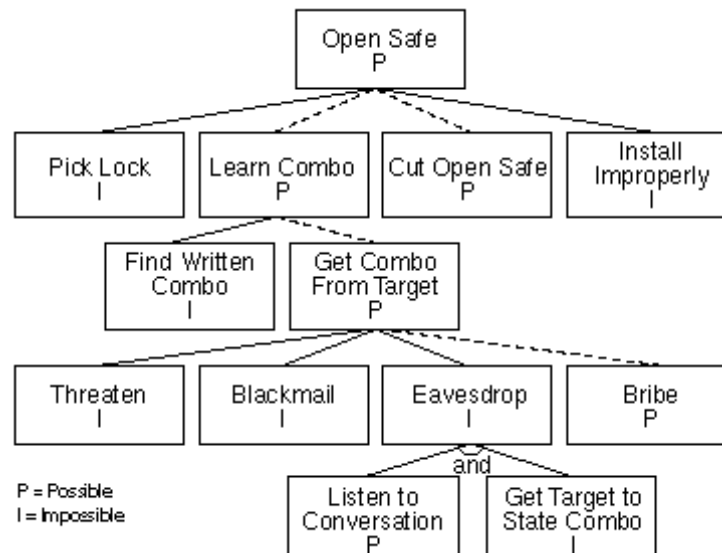 Open Safe
P
Pick Lock
I
Learn Combo
P
Cut Open Safe
P
Install
Improperly
I
Find Written
Combo
I
Get Combo
From Target
P
Threaten
I
Blackmail
I
Eavesdrop
I
Bribe
P
and
Listen to
Conversation
P
Get Target to
State Combo
I
P = Possible
I = Impossible